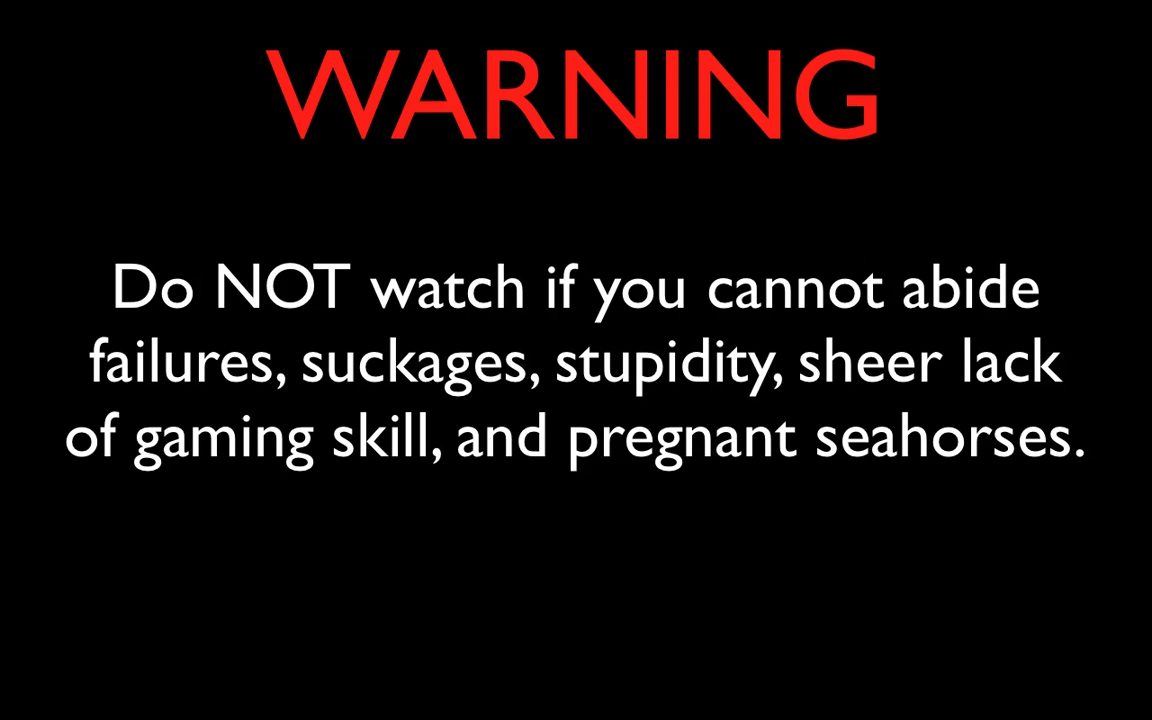 WARNING
Do NOT watch if you cannot abide
failures, suckages, stupidity, sheer lack
of gaming skill, and pregnant seahorses.